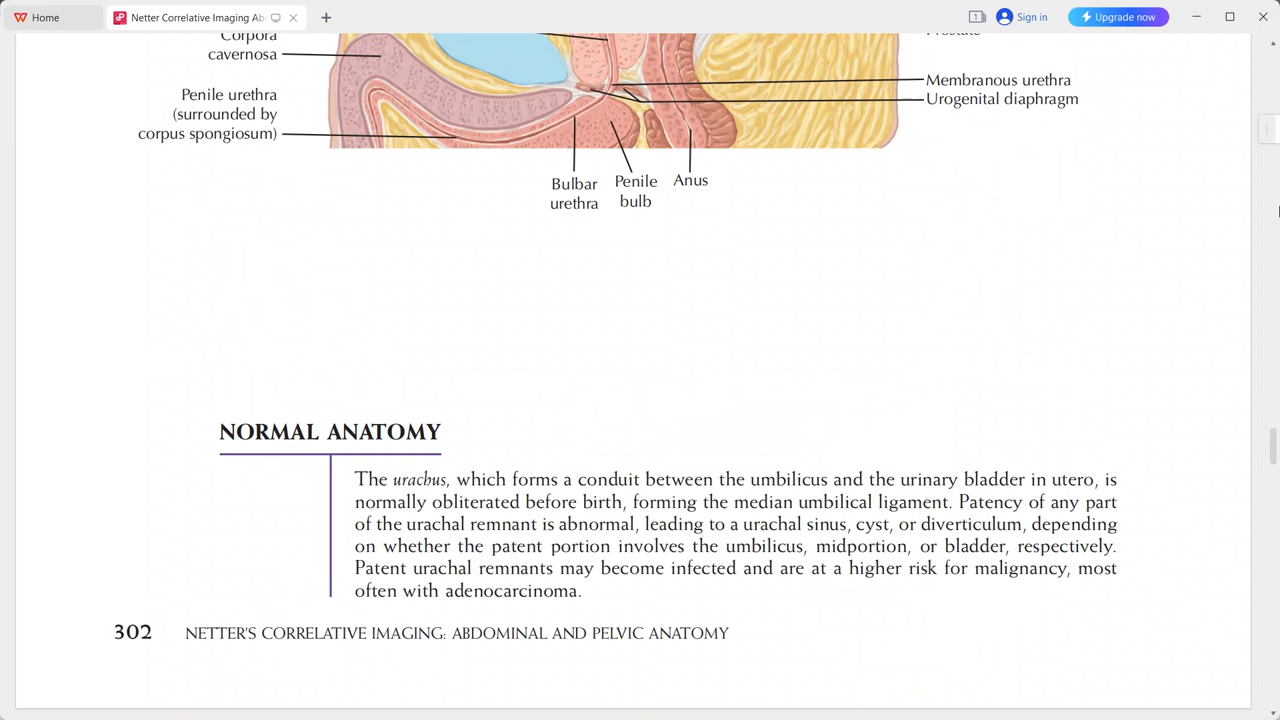 Home
Netter Correlative Imaging Ab
Sign in
Upgrade now
Corpora
cavernosa
Prostate
Membranous urethra
Urogenital diaphragm
Penile urethra
(surrounded by
corpus spongiosum)
Bulbar
urethra
Penile
bulb
Anus
NORMAL ANATOMY
The urachus, which forms a conduit between the umbilicus and the urinary bladder in utero, is
normally obliterated before birth, forming the median umbilical ligament. Patency of any part
of the urachal remnant is abnormal, leading to a urachal sinus, cyst, or diverticulum, depending
on whether the patent portion involves the umbilicus, midportion, or bladder, respectively.
Patent urachal remnants may become infected and are at a higher risk for malignancy, most
often with adenocarcinoma.
302 NETTER'S CORRELATIVE IMAGING: ABDOMINAL AND PELVIC ANATOMY